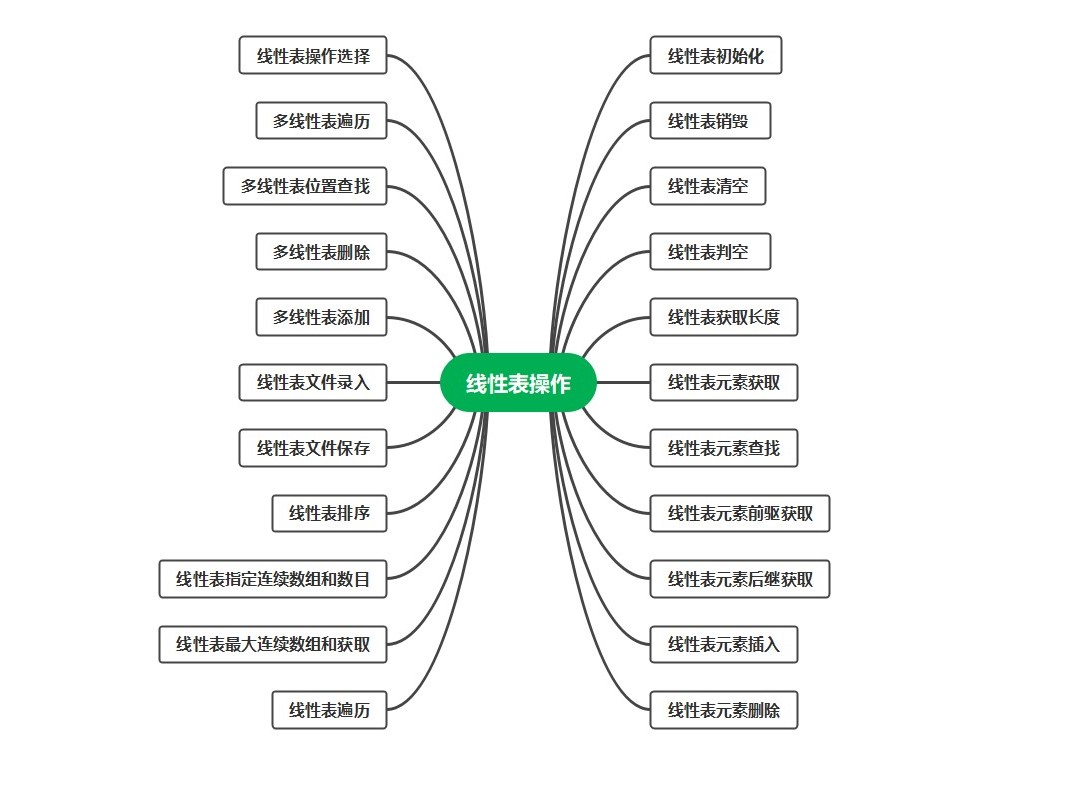 线性表操作选择
多线性表遍历
多线性表位置查找
多线性表删除
多线性表添加
线性表文件录入
线性表文件保存
线性表排序
线性表指定连续数组和数目
线性表最大连续数组和获取
线性表遍历
线性表操作
线性表初始化
线性表销毁
线性表清空
线性表判空
线性表获取长度
线性表元素获取
线性表元素查找
线性表元素前驱获取
线性表元素后继获取
线性表元素插入
线性表元素删除